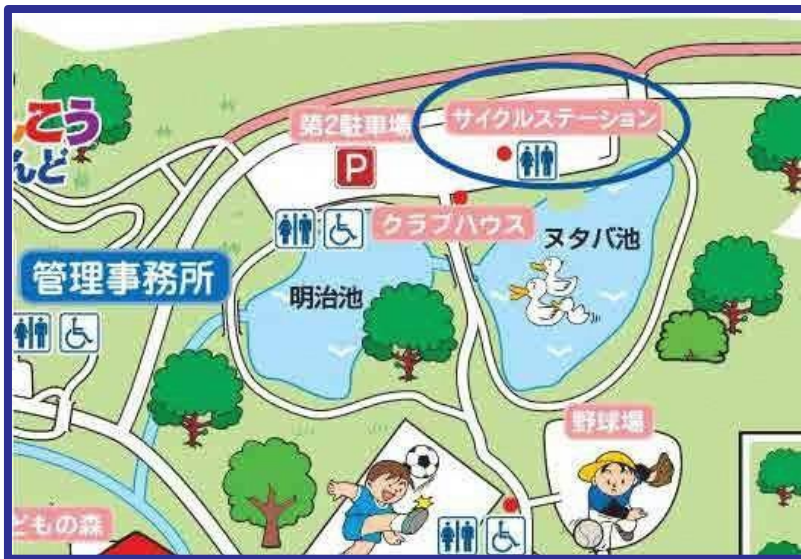 こう
んど
第2駐車場
サイクルステーション
P
クラブハウス
ヌタバ池
管理事務所
明治池
野球場
どもの森